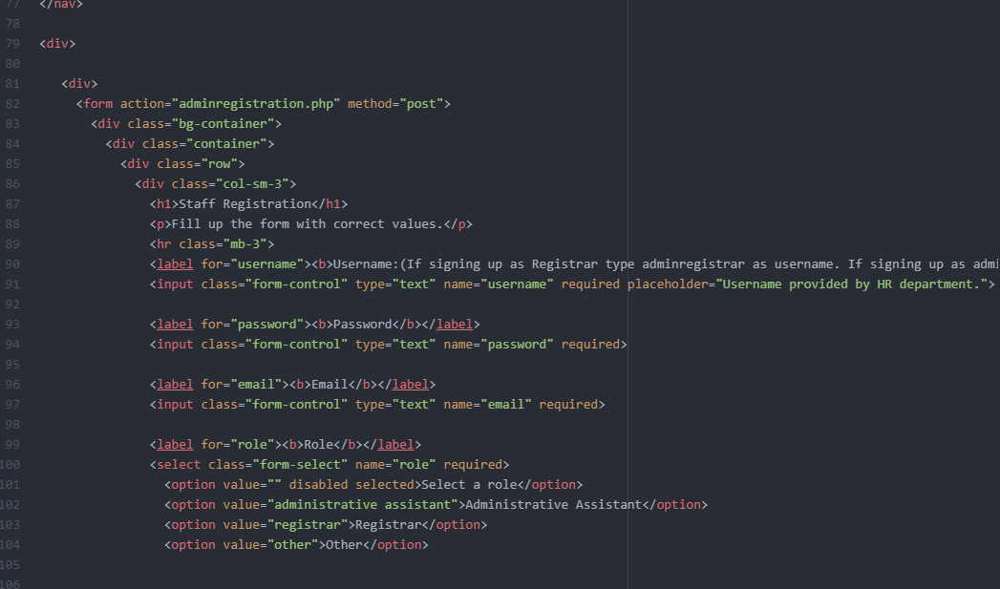 77 </nav>
78
79 <div>
80
81 <div>
82 <form action="adminregistration.php" method="post">
83 <div class="bg-container">
84 <div class="container">
85 <div class="row">
86 <div class="col-sm-3">
87 <h1>Staff Registration</h1>
88 <p>Fill up the form with correct values.</p>
89 <hr class="mb-3">
90 <label for="username"><b>Username:(If signing up as Registrar type adminregistrar as username. If signing up as admi
91 <input class="form-control" type="text" name="username" required placeholder="Username provided by HR department.">
92
93 <label for="password"><b>Password</b></label>
94 <input class="form-control" type="text" name="password" required>
95
96 <label for="email"><b>Email</b></label>
97 <input class="form-control" type="text" name="email" required>
98
99 <label for="role"><b>Role</b></label>
100 <select class="form-select" name="role" required>
101 <option value="" disabled selected>Select a role</option>
102 <option value="administrative assistant">Administrative Assistant</option>
103 <option value="registrar">Registrar</option>
104 <option value="other">Other</option>
105
106